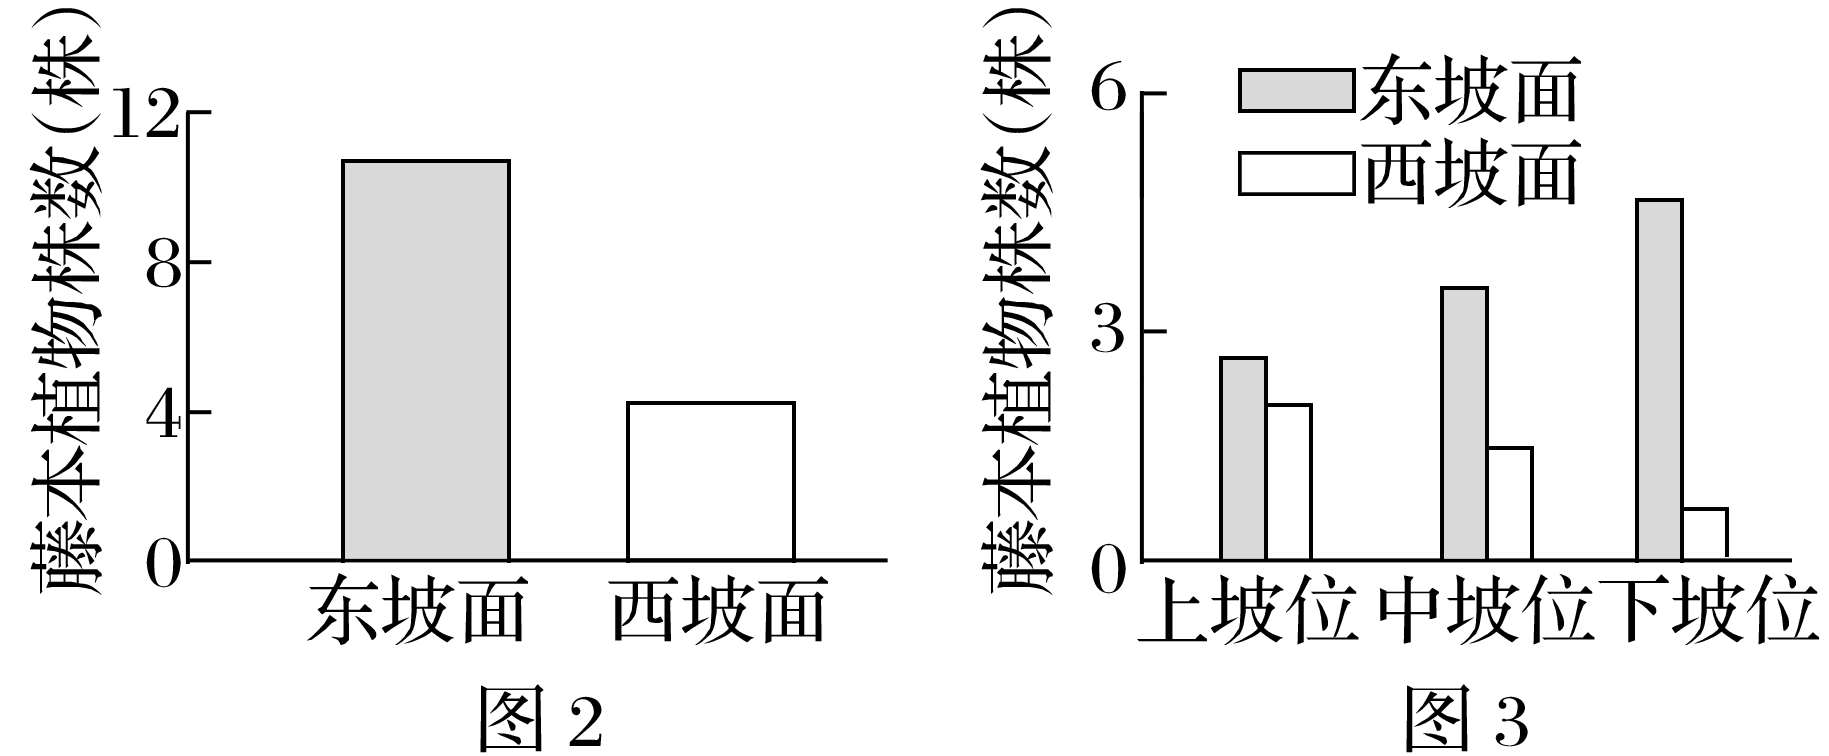 藤本植物株数(株)
12
8
4
0
东坡面 西坡面
图 2
藤本植物株数(株)
6
3
0
东坡面
西坡面
上坡位 中坡位 下坡位
图 3